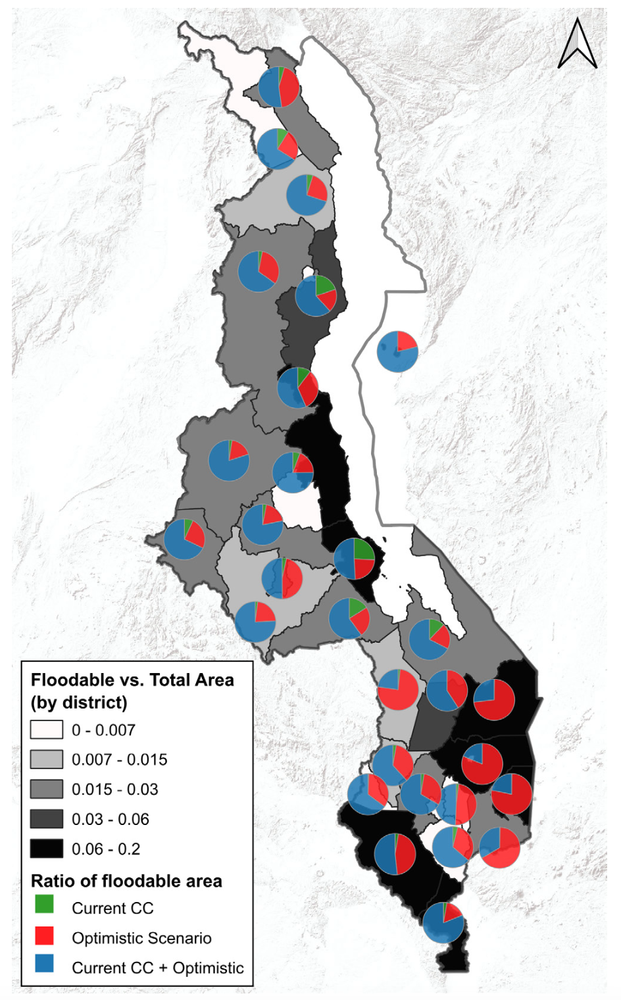 Floodable vs. Total Area
(by district)
0 - 0.007
0.007 - 0.015
0.015 - 0.03
0.03 - 0.06
0.06 - 0.2
Ratio of floodable area
Current CC
Optimistic Scenario
Current CC + Optimistic